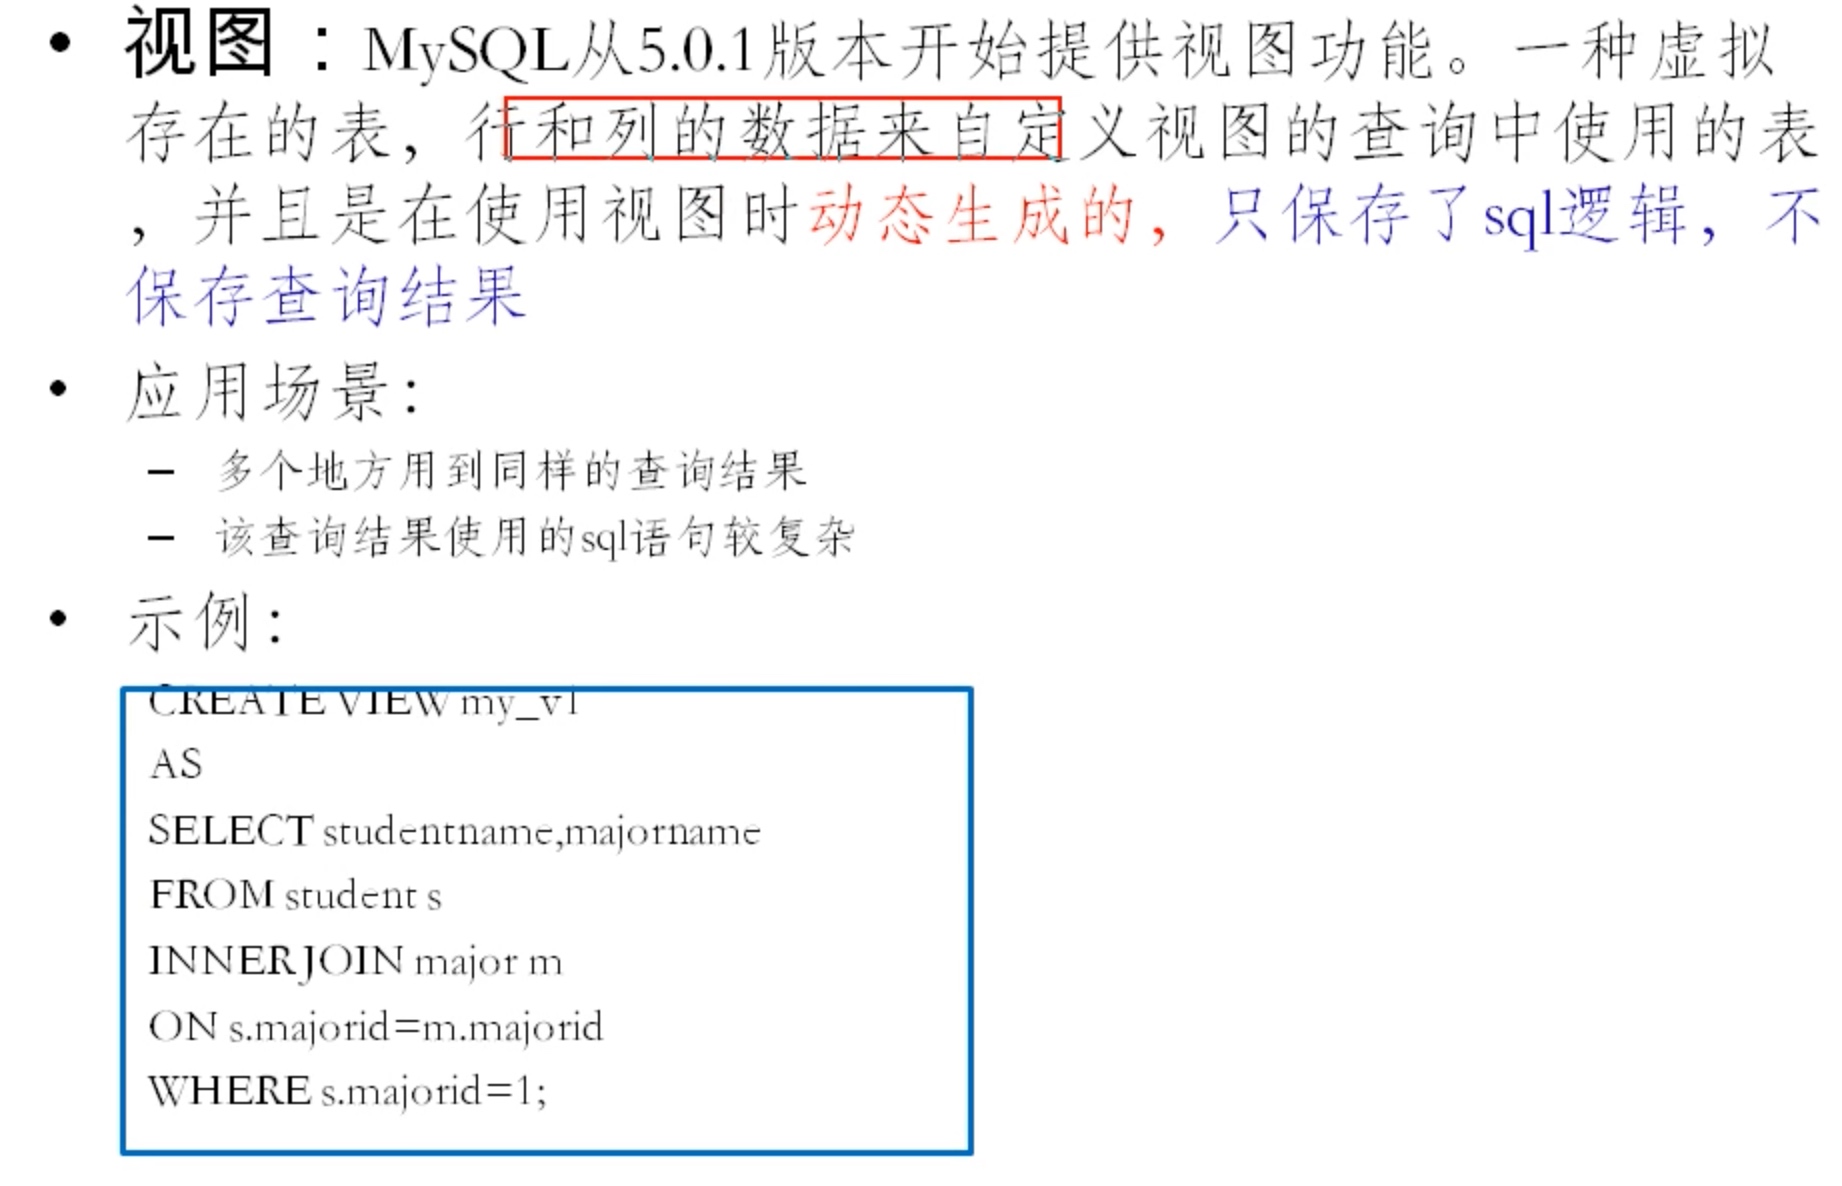 • 视图：MySQL从5.0.1版本开始提供视图功能。一种虚拟
存在的表，行和列的数据来自定义视图的查询中使用的表
，并且是在使用视图时动态生成的，只保存了sql逻辑，不
保存查询结果
• 应用场景：
– 多个地方用到同样的查询结果
– 该查询结果使用的sql语句较复杂
• 示例：
CREATE VIEW my_v1
AS
SELECT studentname,majorname
FROM student s
INNER JOIN major m
ON s.majorid=m.majorid
WHERE s.majorid=1;